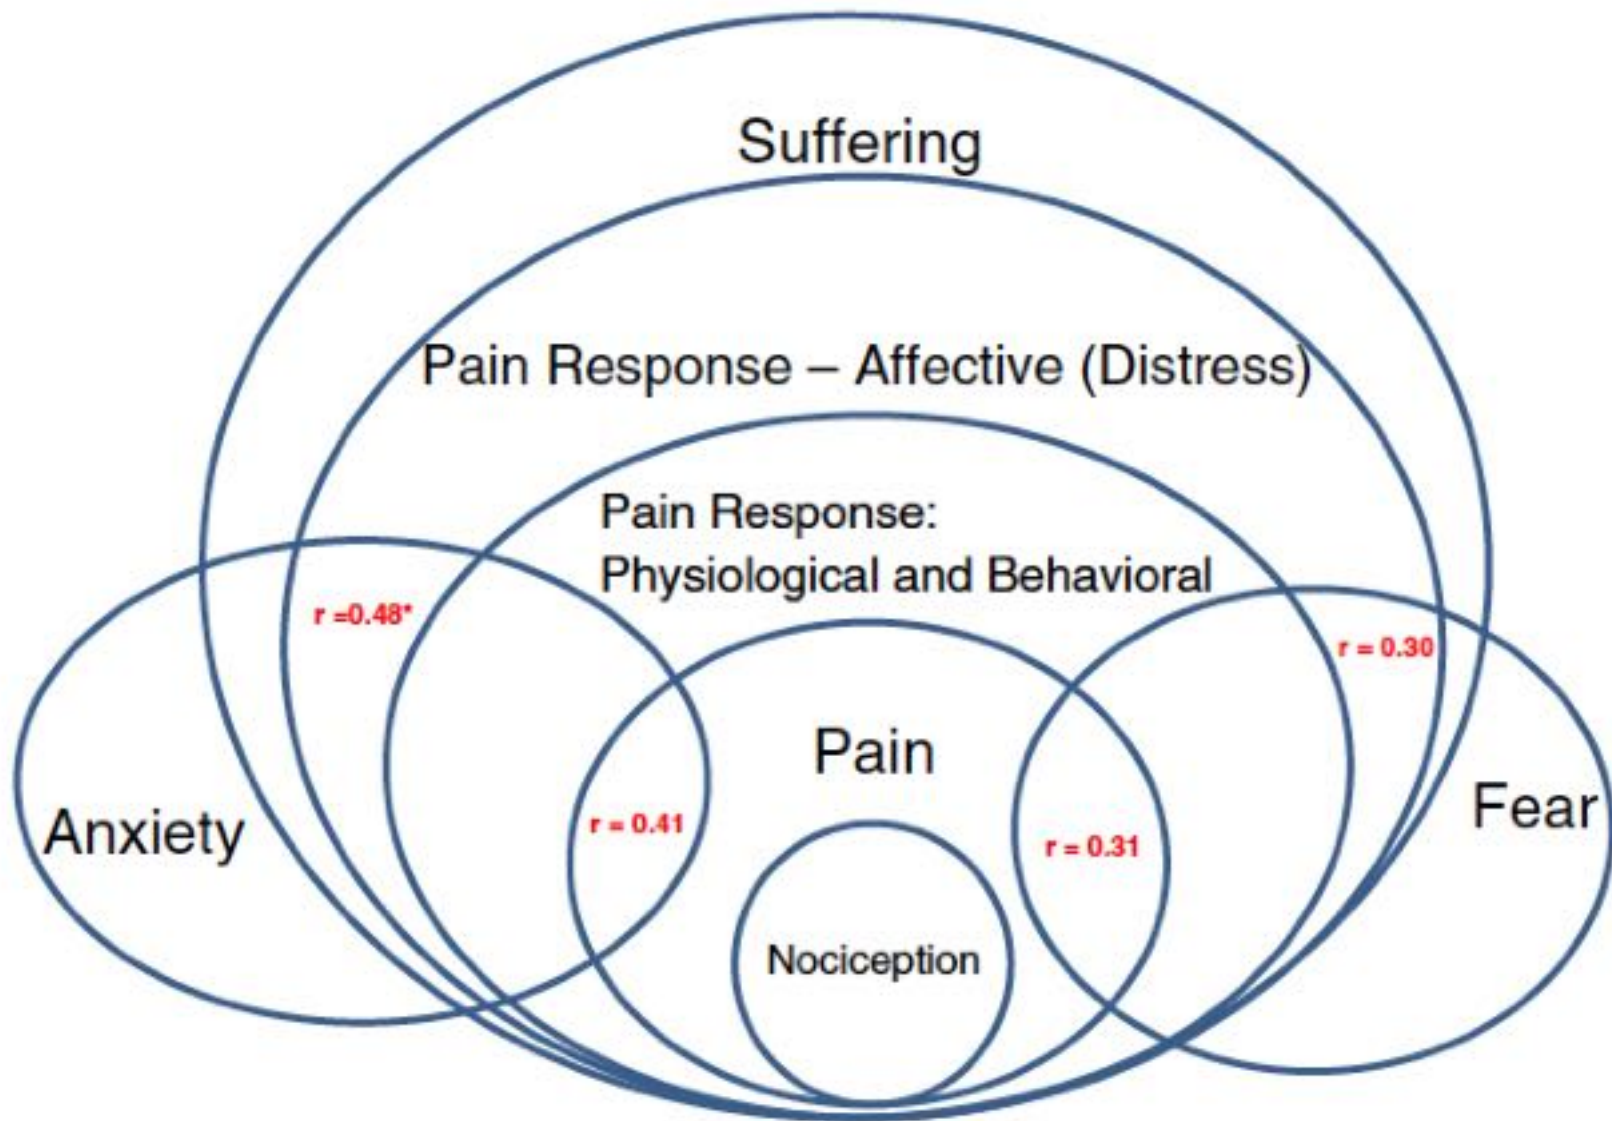 Suffering
Pain Response – Affective (Distress)
Pain Response:
Physiological and Behavioral
r =0.48*
r = 0.30
Pain
Anxiety
r = 0.41
r = 0.31
Fear
Nociception